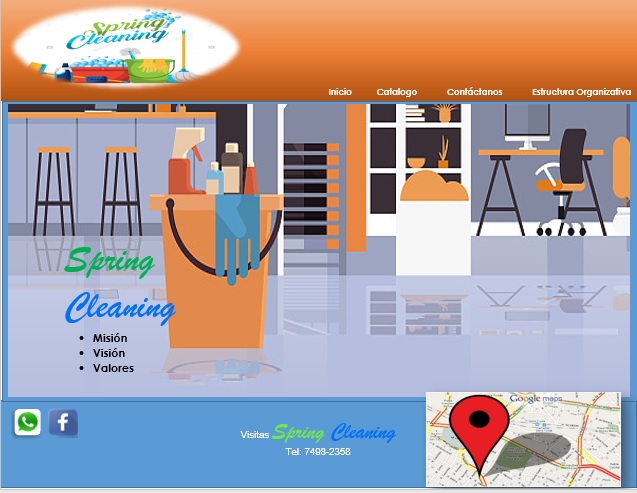 Spring
Cleaning
Inicio Catalogo Contáctanos Estructura Organizativa
Spring
Cleaning
• Misión
• Visión
• Valores
Google maps
Visitas Spring Cleaning
Tel: 7498-2358